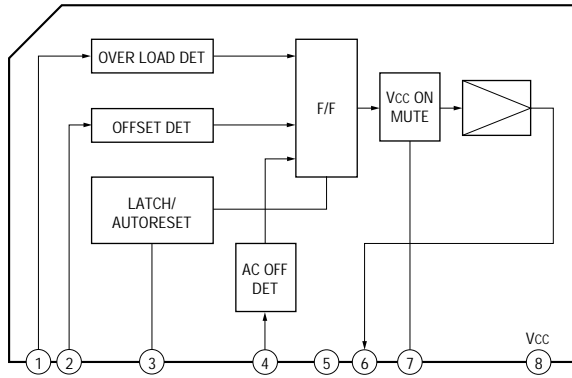 OVER LOAD DET
F/F
VCC ON
MUTE
OFFSET DET
LATCH/
AUTORESET
AC OFF
DET
VCC
1 2 3 4 5 6 7 8